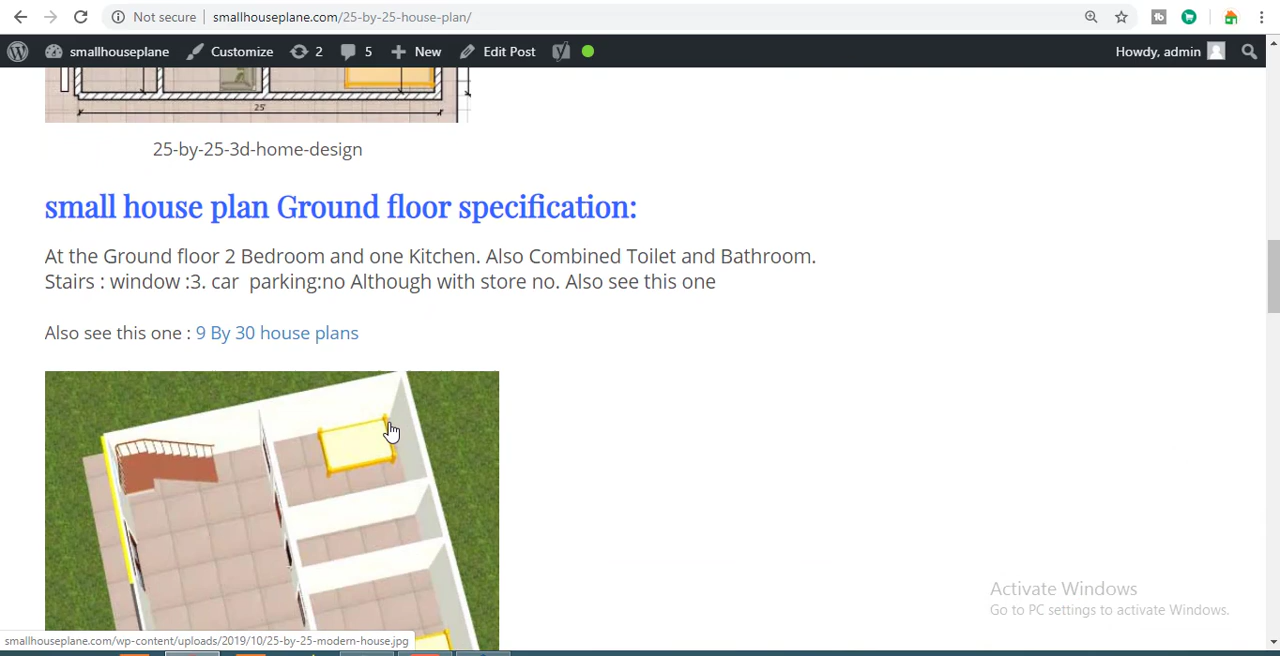 Not secure | smallhouseplane.com/25-by-25-house-plan/
smallhouseplane Customize 2 5 New Edit Post Howdy, admin
25'
25-by-25-3d-home-design
small house plan Ground floor specification:
At the Ground floor 2 Bedroom and one Kitchen. Also Combined Toilet and Bathroom.
Stairs : window :3. car parking:no Although with store no. Also see this one
Also see this one : 9 By 30 house plans
Activate Windows
Go to PC settings to activate Windows.
smallhouseplane.com/wp-content/uploads/2019/10/25-by-25-modern-house.jpg